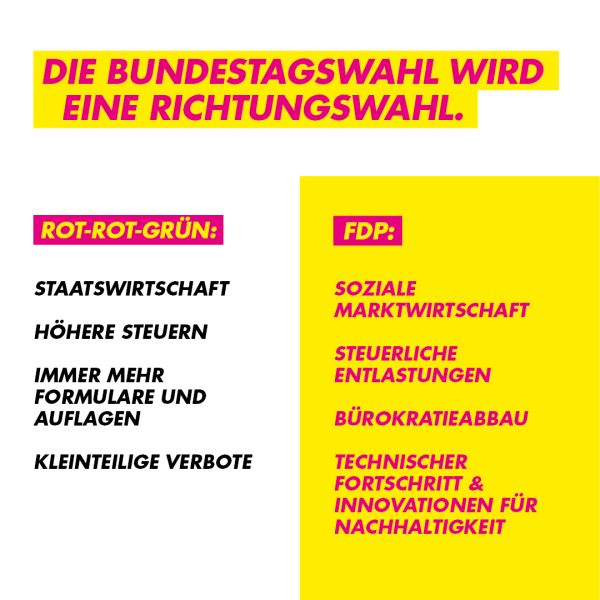 DIE BUNDESTAGSWAHL WIRD
EINE RICHTUNGSWAHL.
ROT-ROT-GRÜN:
STAATSWIRTSCHAFT
HÖHERE STEUERN
IMMER MEHR
FORMULARE UND
AUFLAGEN
KLEINTEILIGE VERBOTE
FDP:
SOZIALE
MARKTWIRTSCHAFT
STEUERLICHE
ENTLASTUNGEN
BÜROKRATIEABBAU
TECHNISCHER
FORTSCHRITT &
INNOVATIONEN FÜR
NACHHALTIGKEIT